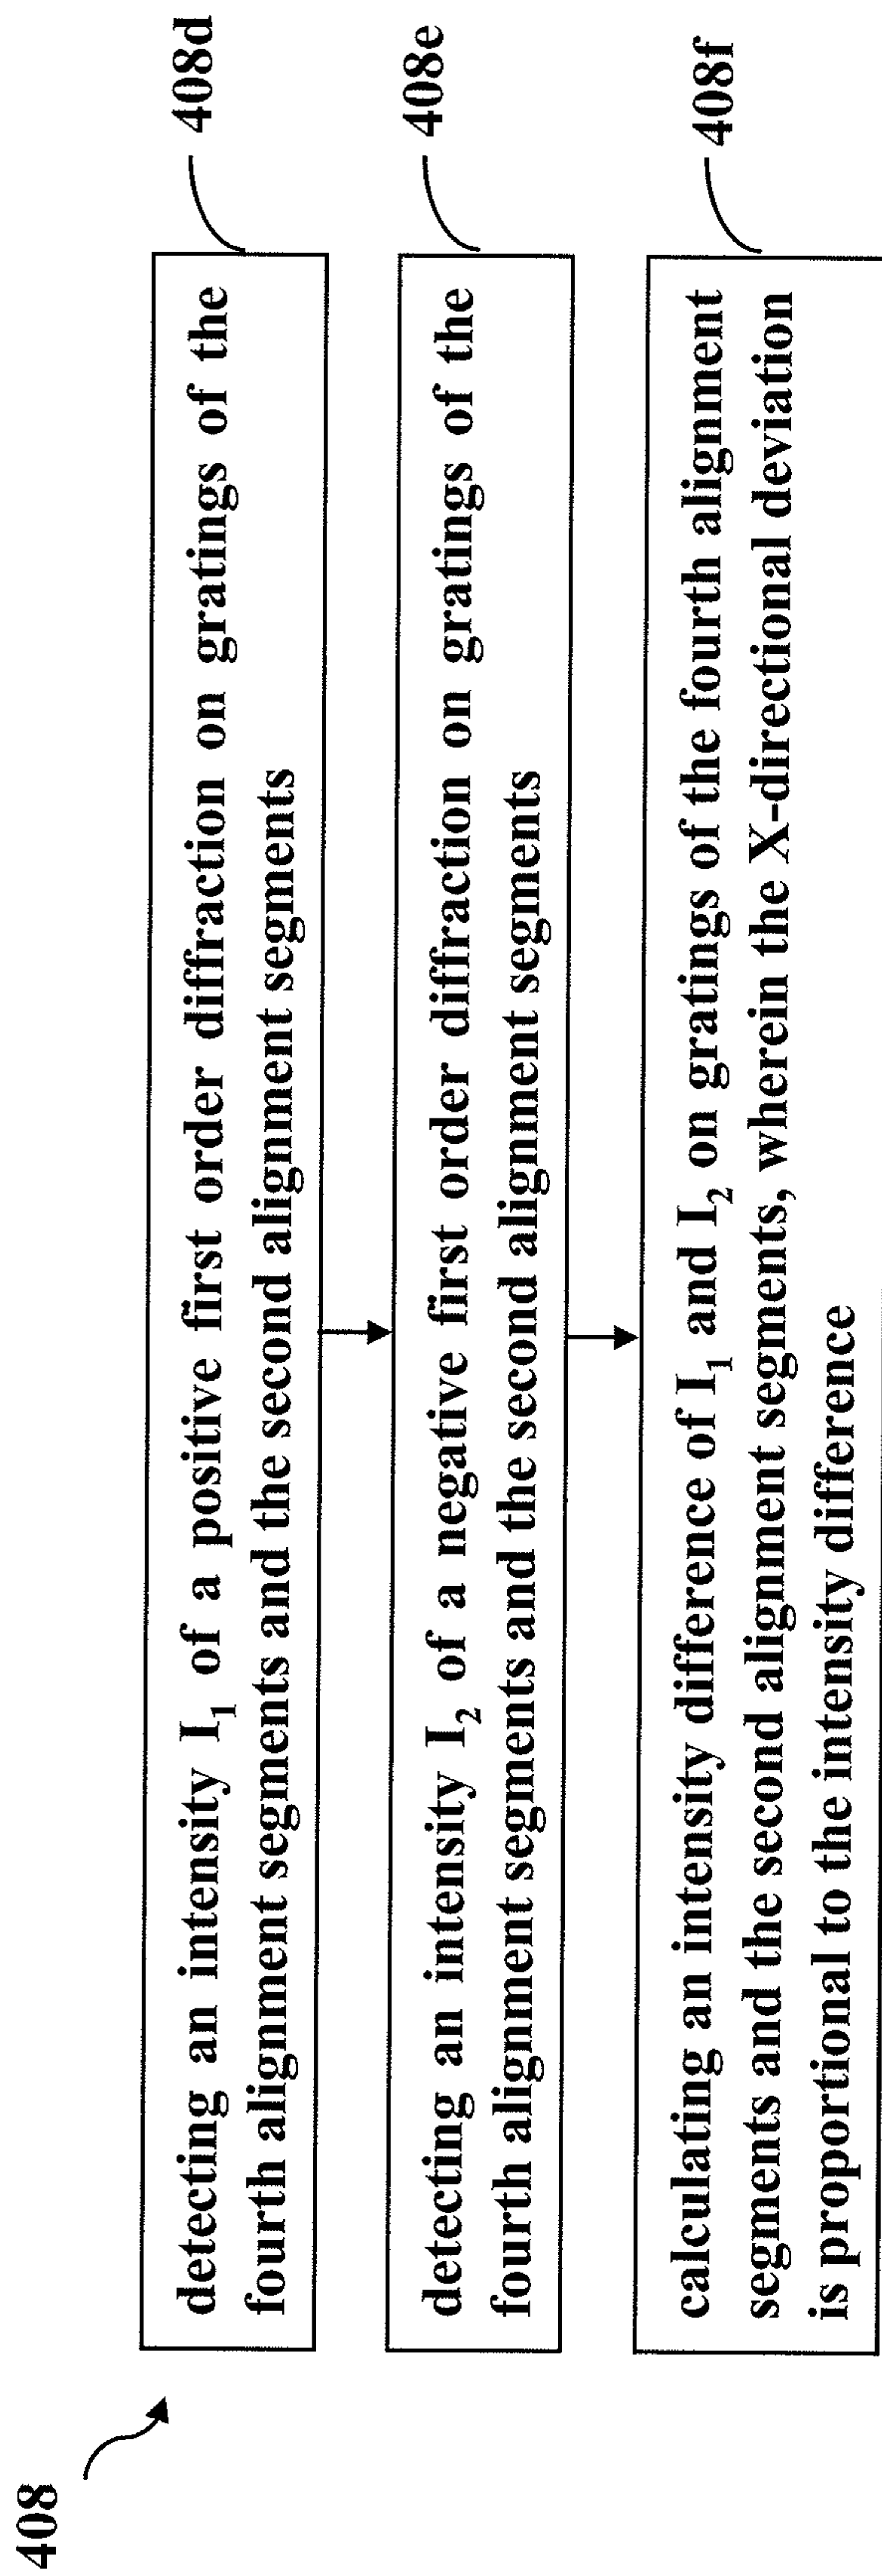 408
detecting an intensity I₁ of a positive first order diffraction on gratings of the
fourth alignment segments and the second alignment segments
408d
detecting an intensity I₂ of a negative first order diffraction on gratings of the
fourth alignment segments and the second alignment segments
408e
calculating an intensity difference of I₁ and I₂ on gratings of the fourth alignment
segments and the second alignment segments, wherein the X-directional deviation
is proportional to the intensity difference
408f